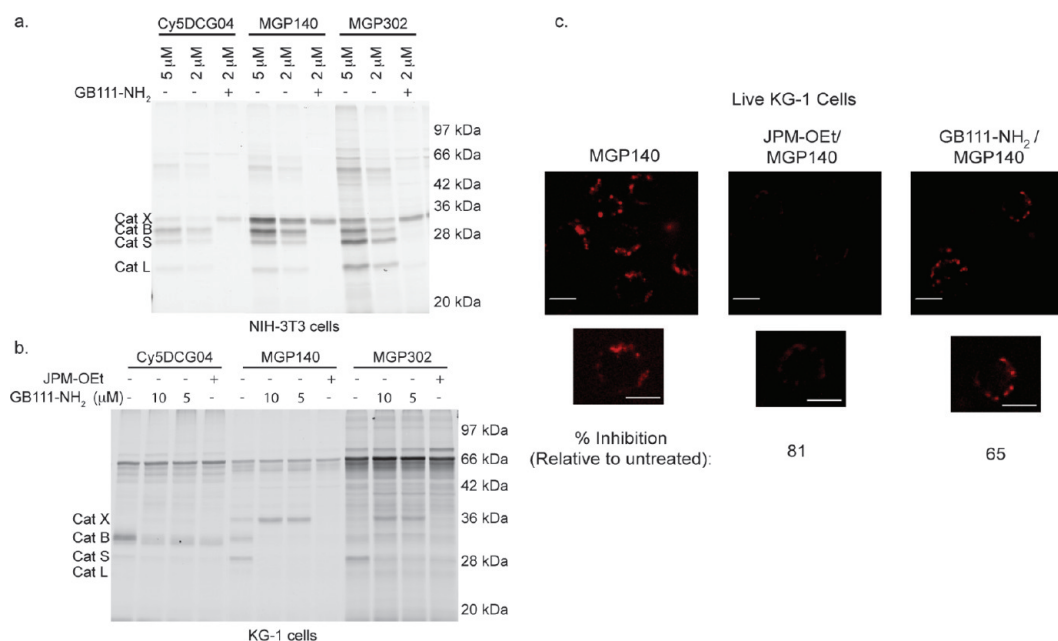 a.
Cy5DCG04 MGP140 MGP302
5 µM 2 µM 2 µM 5 µM 2 µM 2 µM 5 µM 2 µM 2 µM
GB111-NH₂ - - + - - + - - +
97 kDa
66 kDa
42 kDa
36 kDa
Cat X
Cat B 28 kDa
Cat S
Cat L
20 kDa
NIH-3T3 cells
b.
Cy5DCG04 MGP140 MGP302
JPM-OEt - - - + - - - + - - - +
GB111-NH₂ (µM) - 10 5 - - 10 5 - - 10 5 -
97 kDa
66 kDa
42 kDa
Cat X 36 kDa
Cat B
Cat S 28 kDa
Cat L
20 kDa
KG-1 cells
c.
Live KG-1 Cells
MGP140
JPM-OEt/
MGP140
GB111-NH₂ /
MGP140
% Inhibition
(Relative to untreated): 81 65